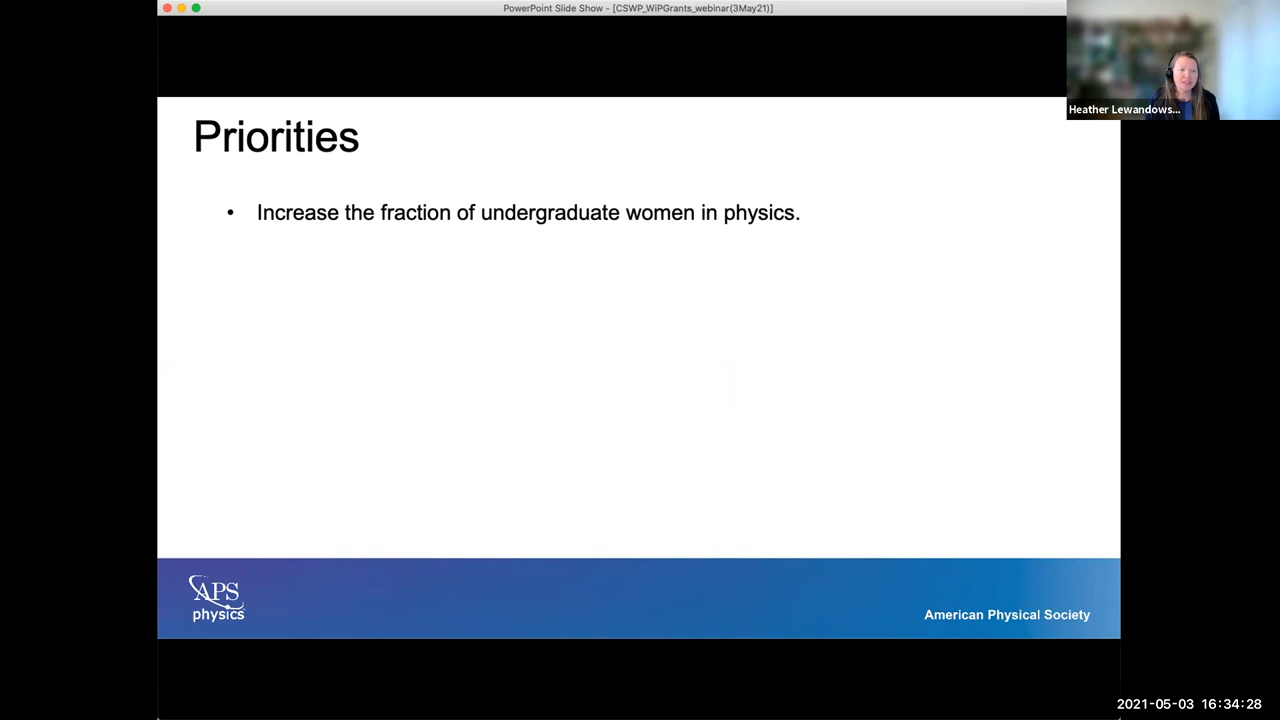 PowerPoint Slide Show - [CSWP_WiPGrants_webinar(3May21)]
Heather Lewandows...
Priorities
• Increase the fraction of undergraduate women in physics.
APS
physics
American Physical Society
2021-05-03 16:34:28